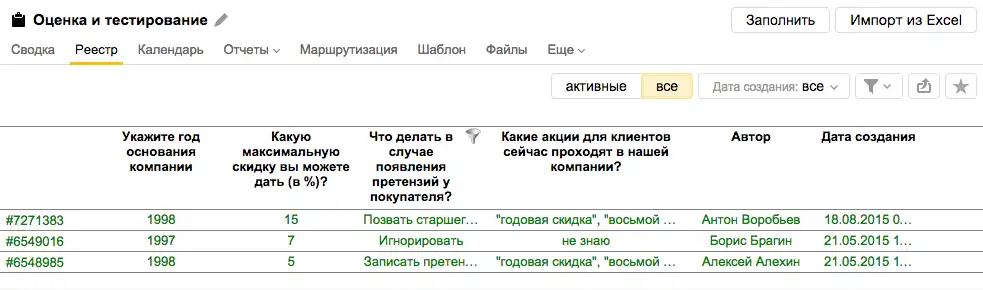 Оценка и тестирование
Заполнить
Импорт из Excel
Сводка Реестр Календарь Отчеты Маршрутизация Шаблон Файлы Еще
активные все Дата создания: все
Укажите год основания компании
Какую максимальную скидку вы можете дать (в %)?
Что делать в случае появления претензий у покупателя?
Какие акции для клиентов сейчас проходят в нашей компании?
Автор
Дата создания
#7271383 1998 15 Позвать старшег... "годовая скидка", "восьмой ... Антон Воробьев 18.08.2015 0...
#6549016 1997 7 Игнорировать не знаю Борис Брагин 21.05.2015 1...
#6548985 1998 5 Записать претен... "годовая скидка", "восьмой ... Алексей Алехин 21.05.2015 1...